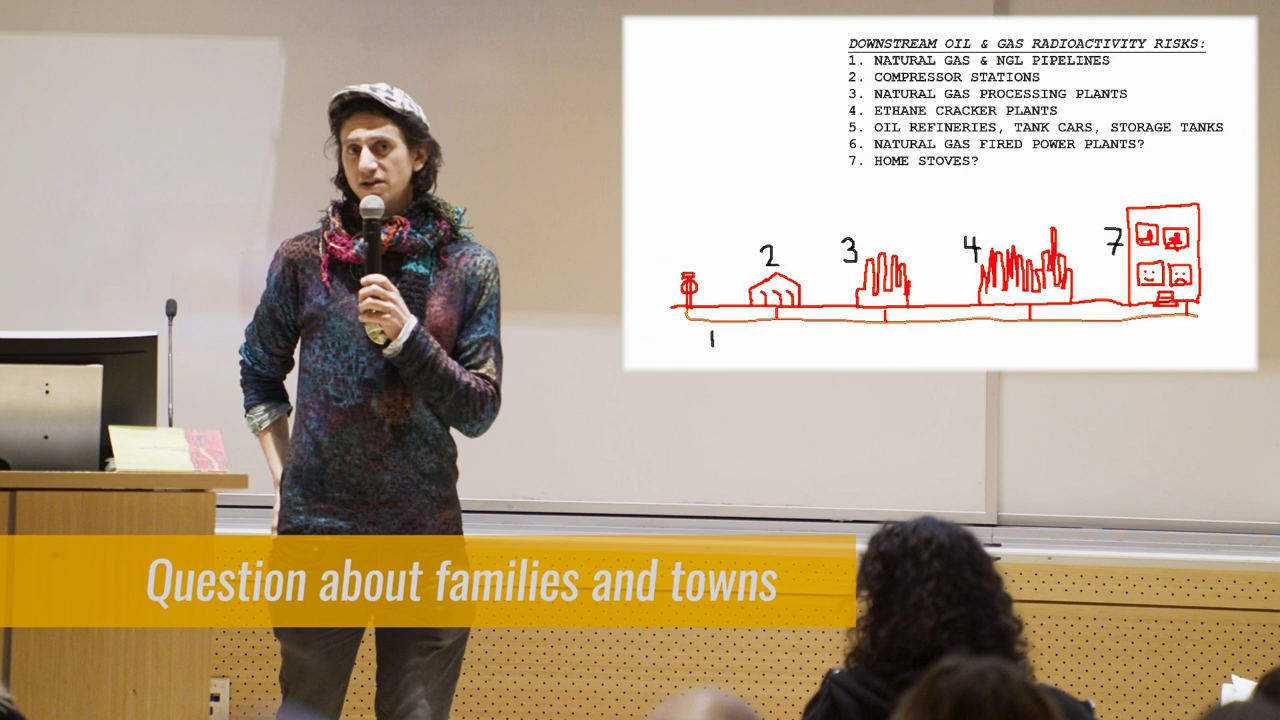 DOWNSTREAM OIL & GAS RADIOACTIVITY RISKS:
1. NATURAL GAS & NGL PIPELINES
2. COMPRESSOR STATIONS
3. NATURAL GAS PROCESSING PLANTS
4. ETHANE CRACKER PLANTS
5. OIL REFINERIES, TANK CARS, STORAGE TANKS
6. NATURAL GAS FIRED POWER PLANTS?
7. HOME STOVES?
2
3
4
7
1
Question about families and towns